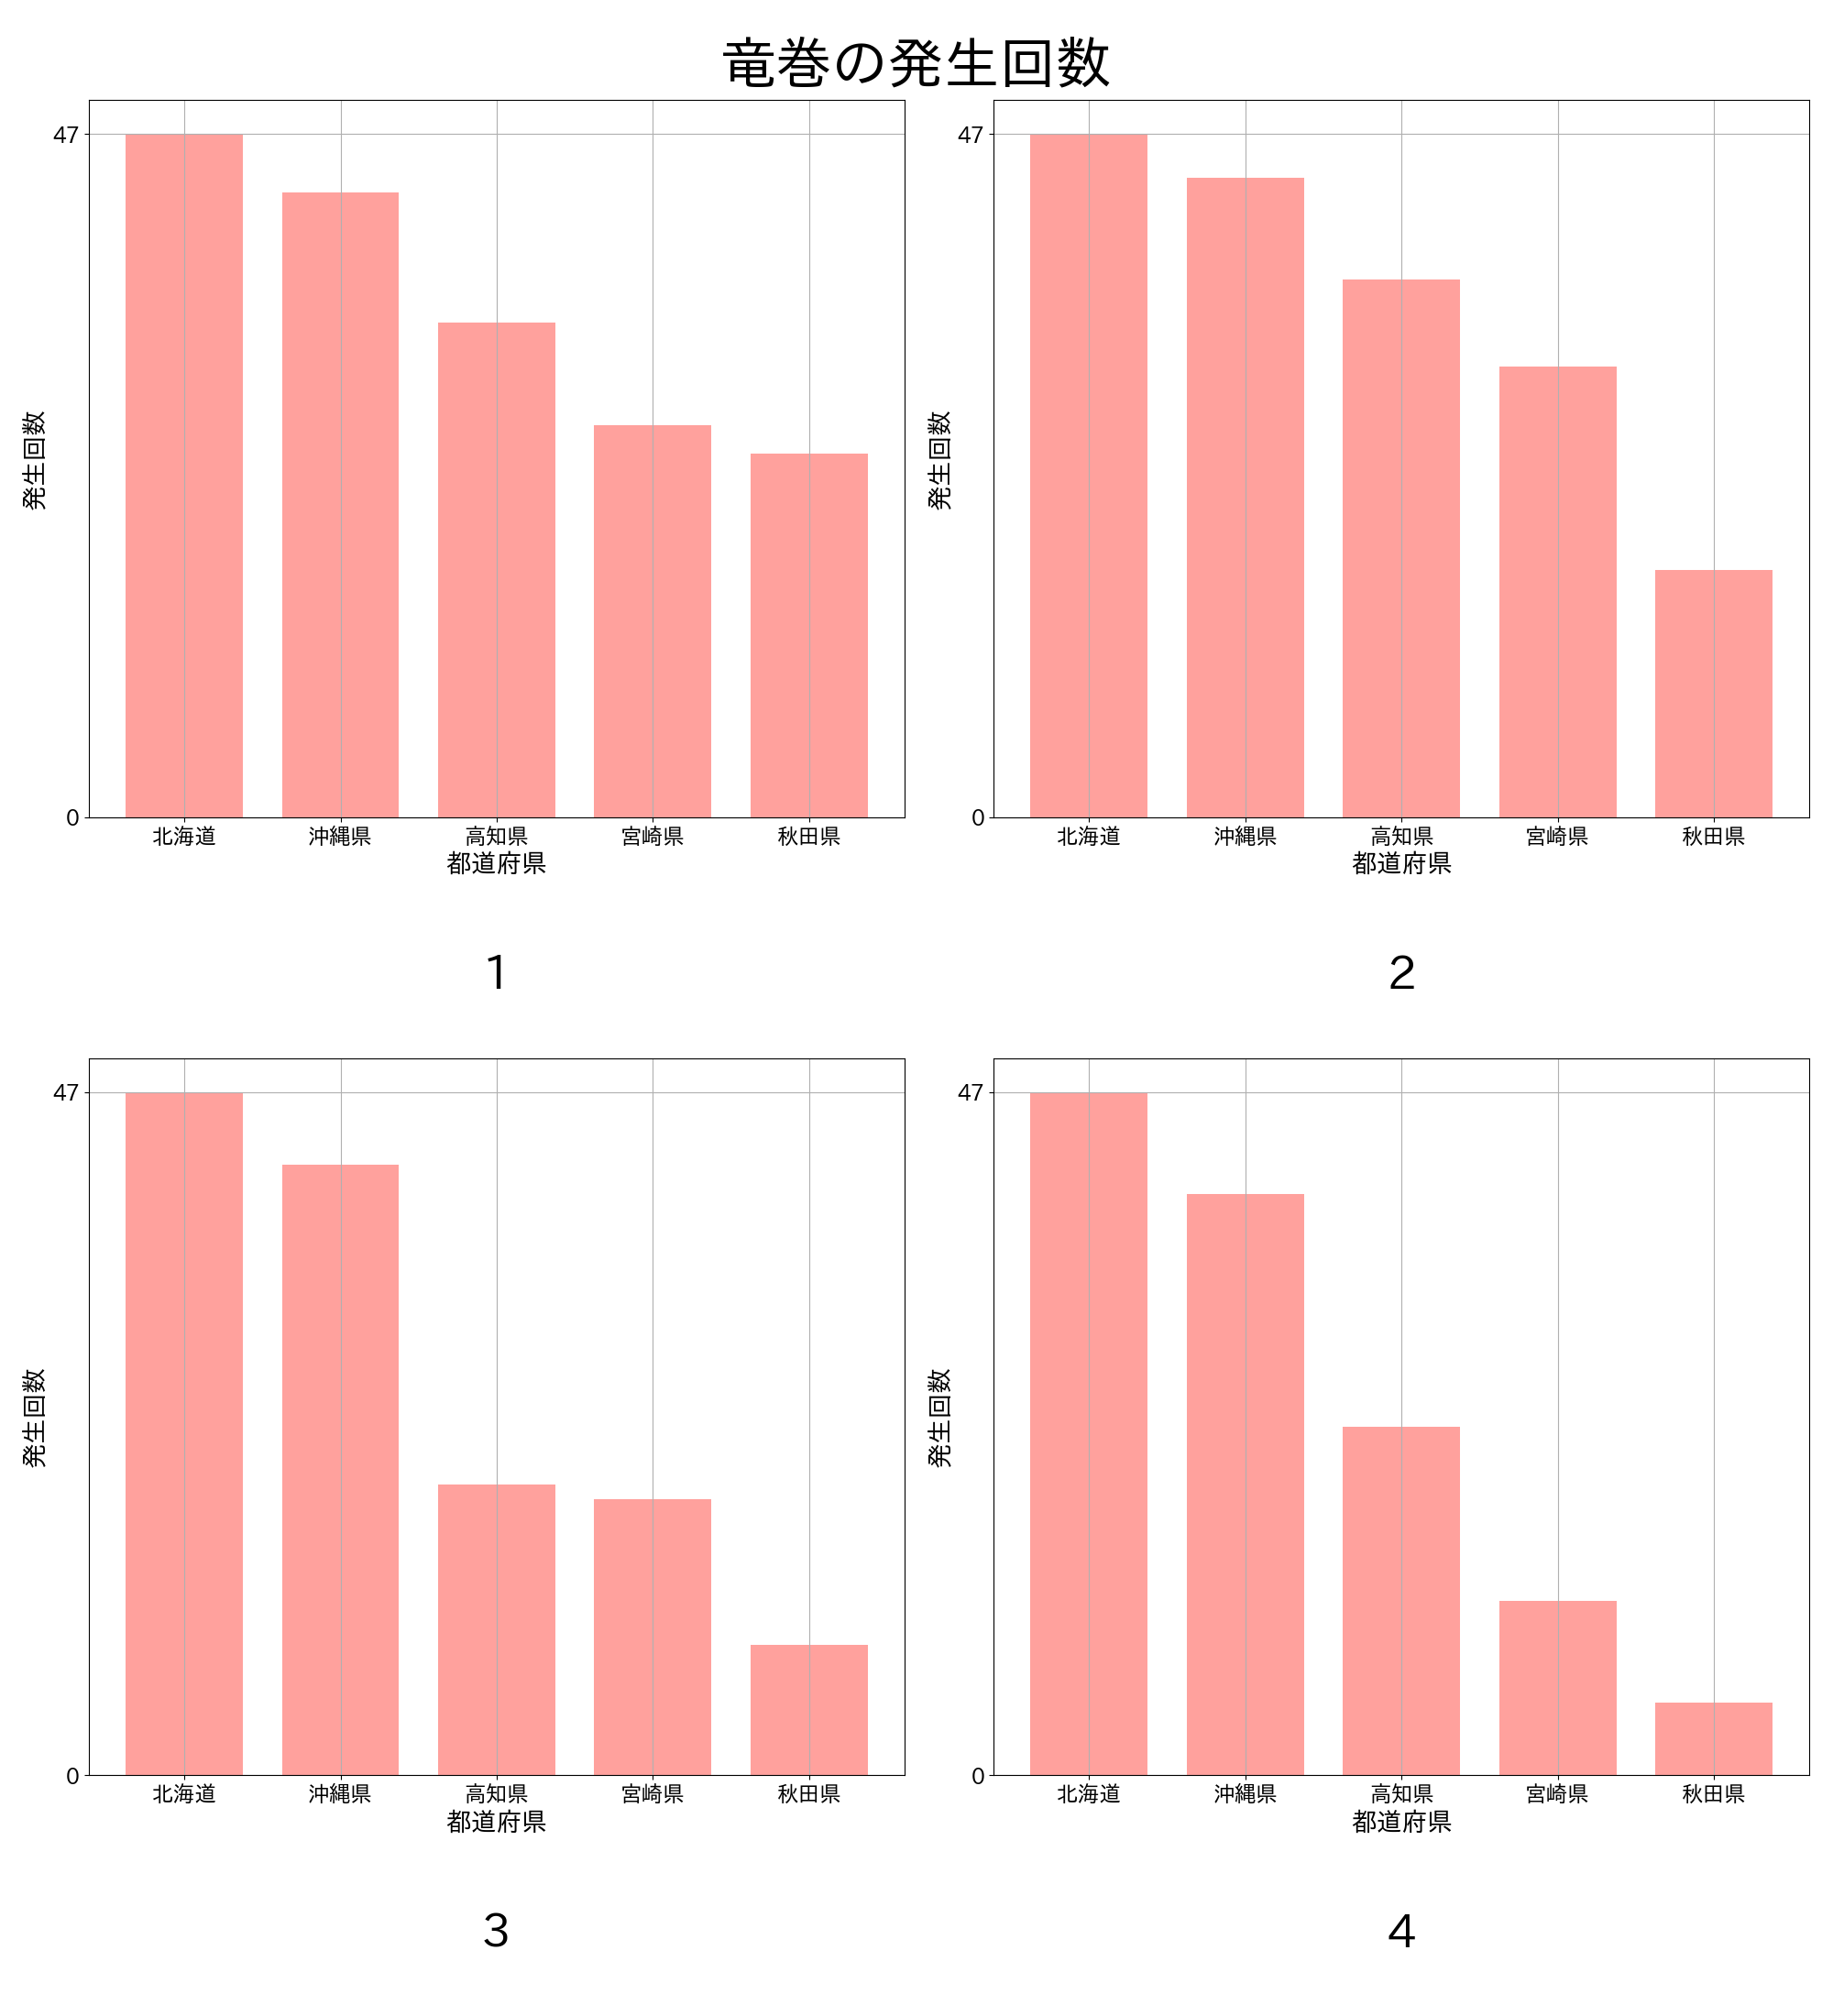 竜巻の発生回数
47
0
発生回数
北海道 沖縄県 高知県 宮崎県 秋田県
都道府県
1
47
0
発生回数
北海道 沖縄県 高知県 宮崎県 秋田県
都道府県
2
47
0
発生回数
北海道 沖縄県 高知県 宮崎県 秋田県
都道府県
3
47
0
発生回数
北海道 沖縄県 高知県 宮崎県 秋田県
都道府県
4